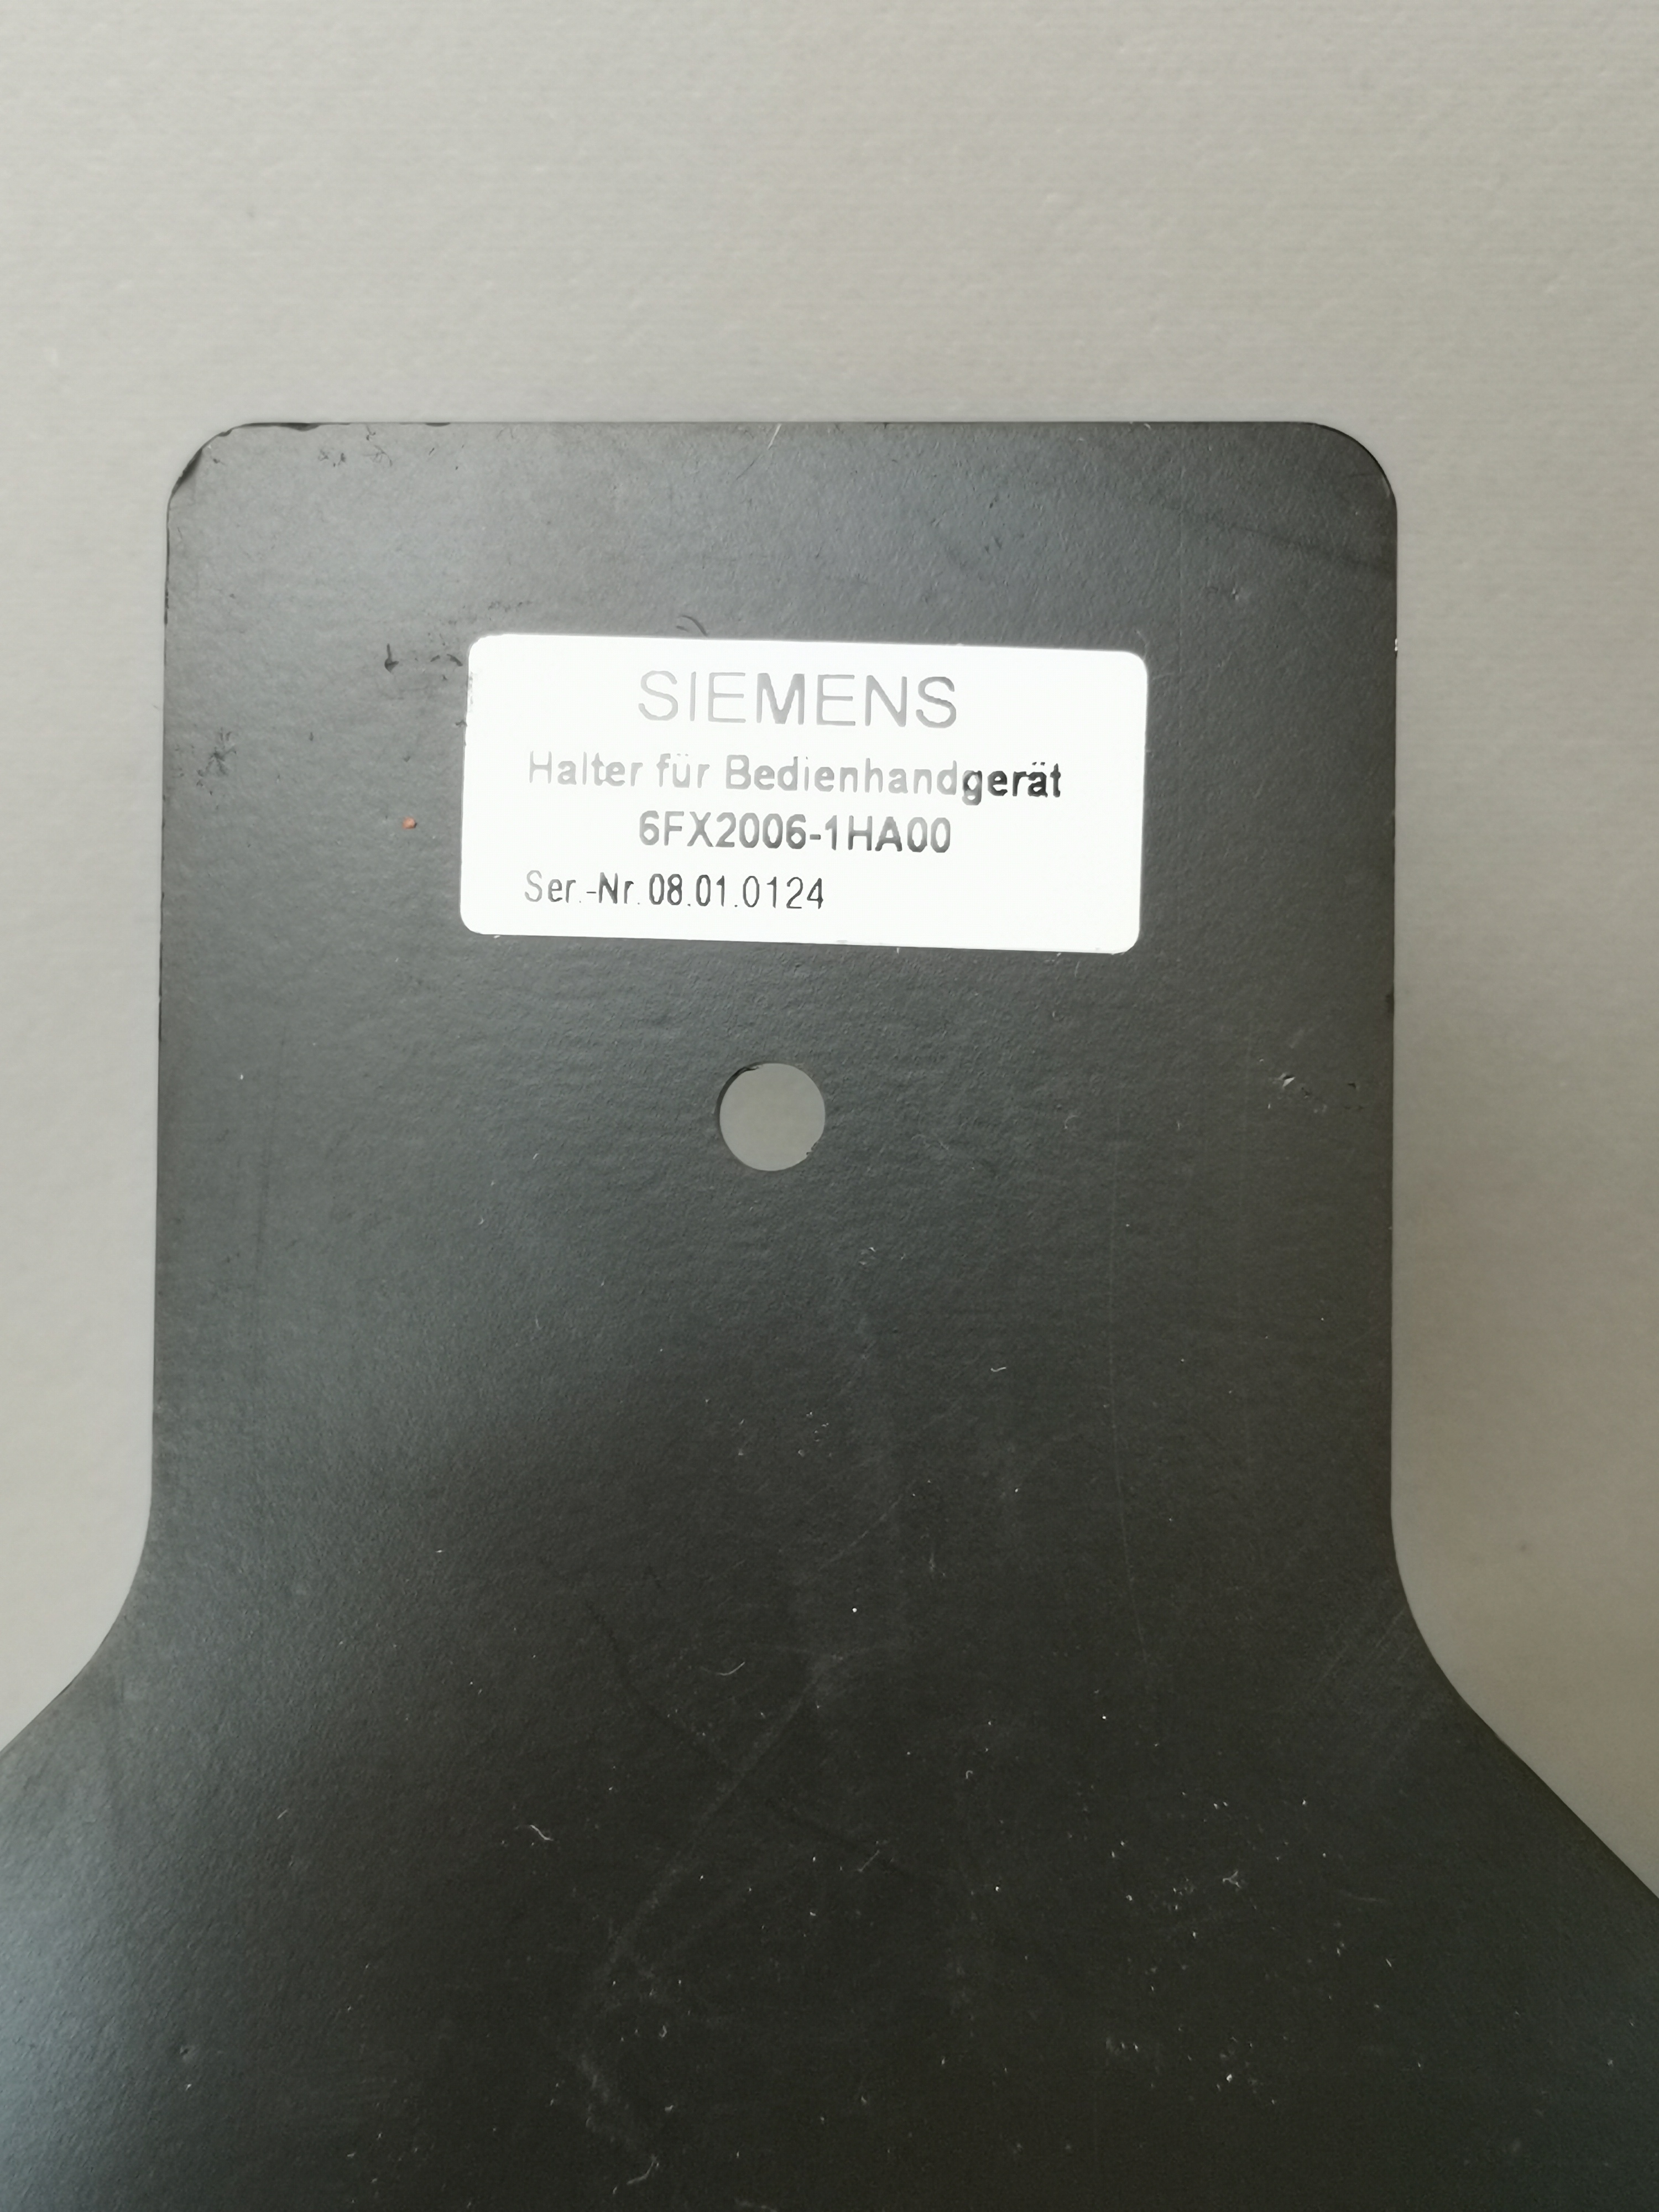 SIEMENS
Halter für Bedienhandgerät
6FX2006-1HA00
Ser.-Nr. 08.01.0124